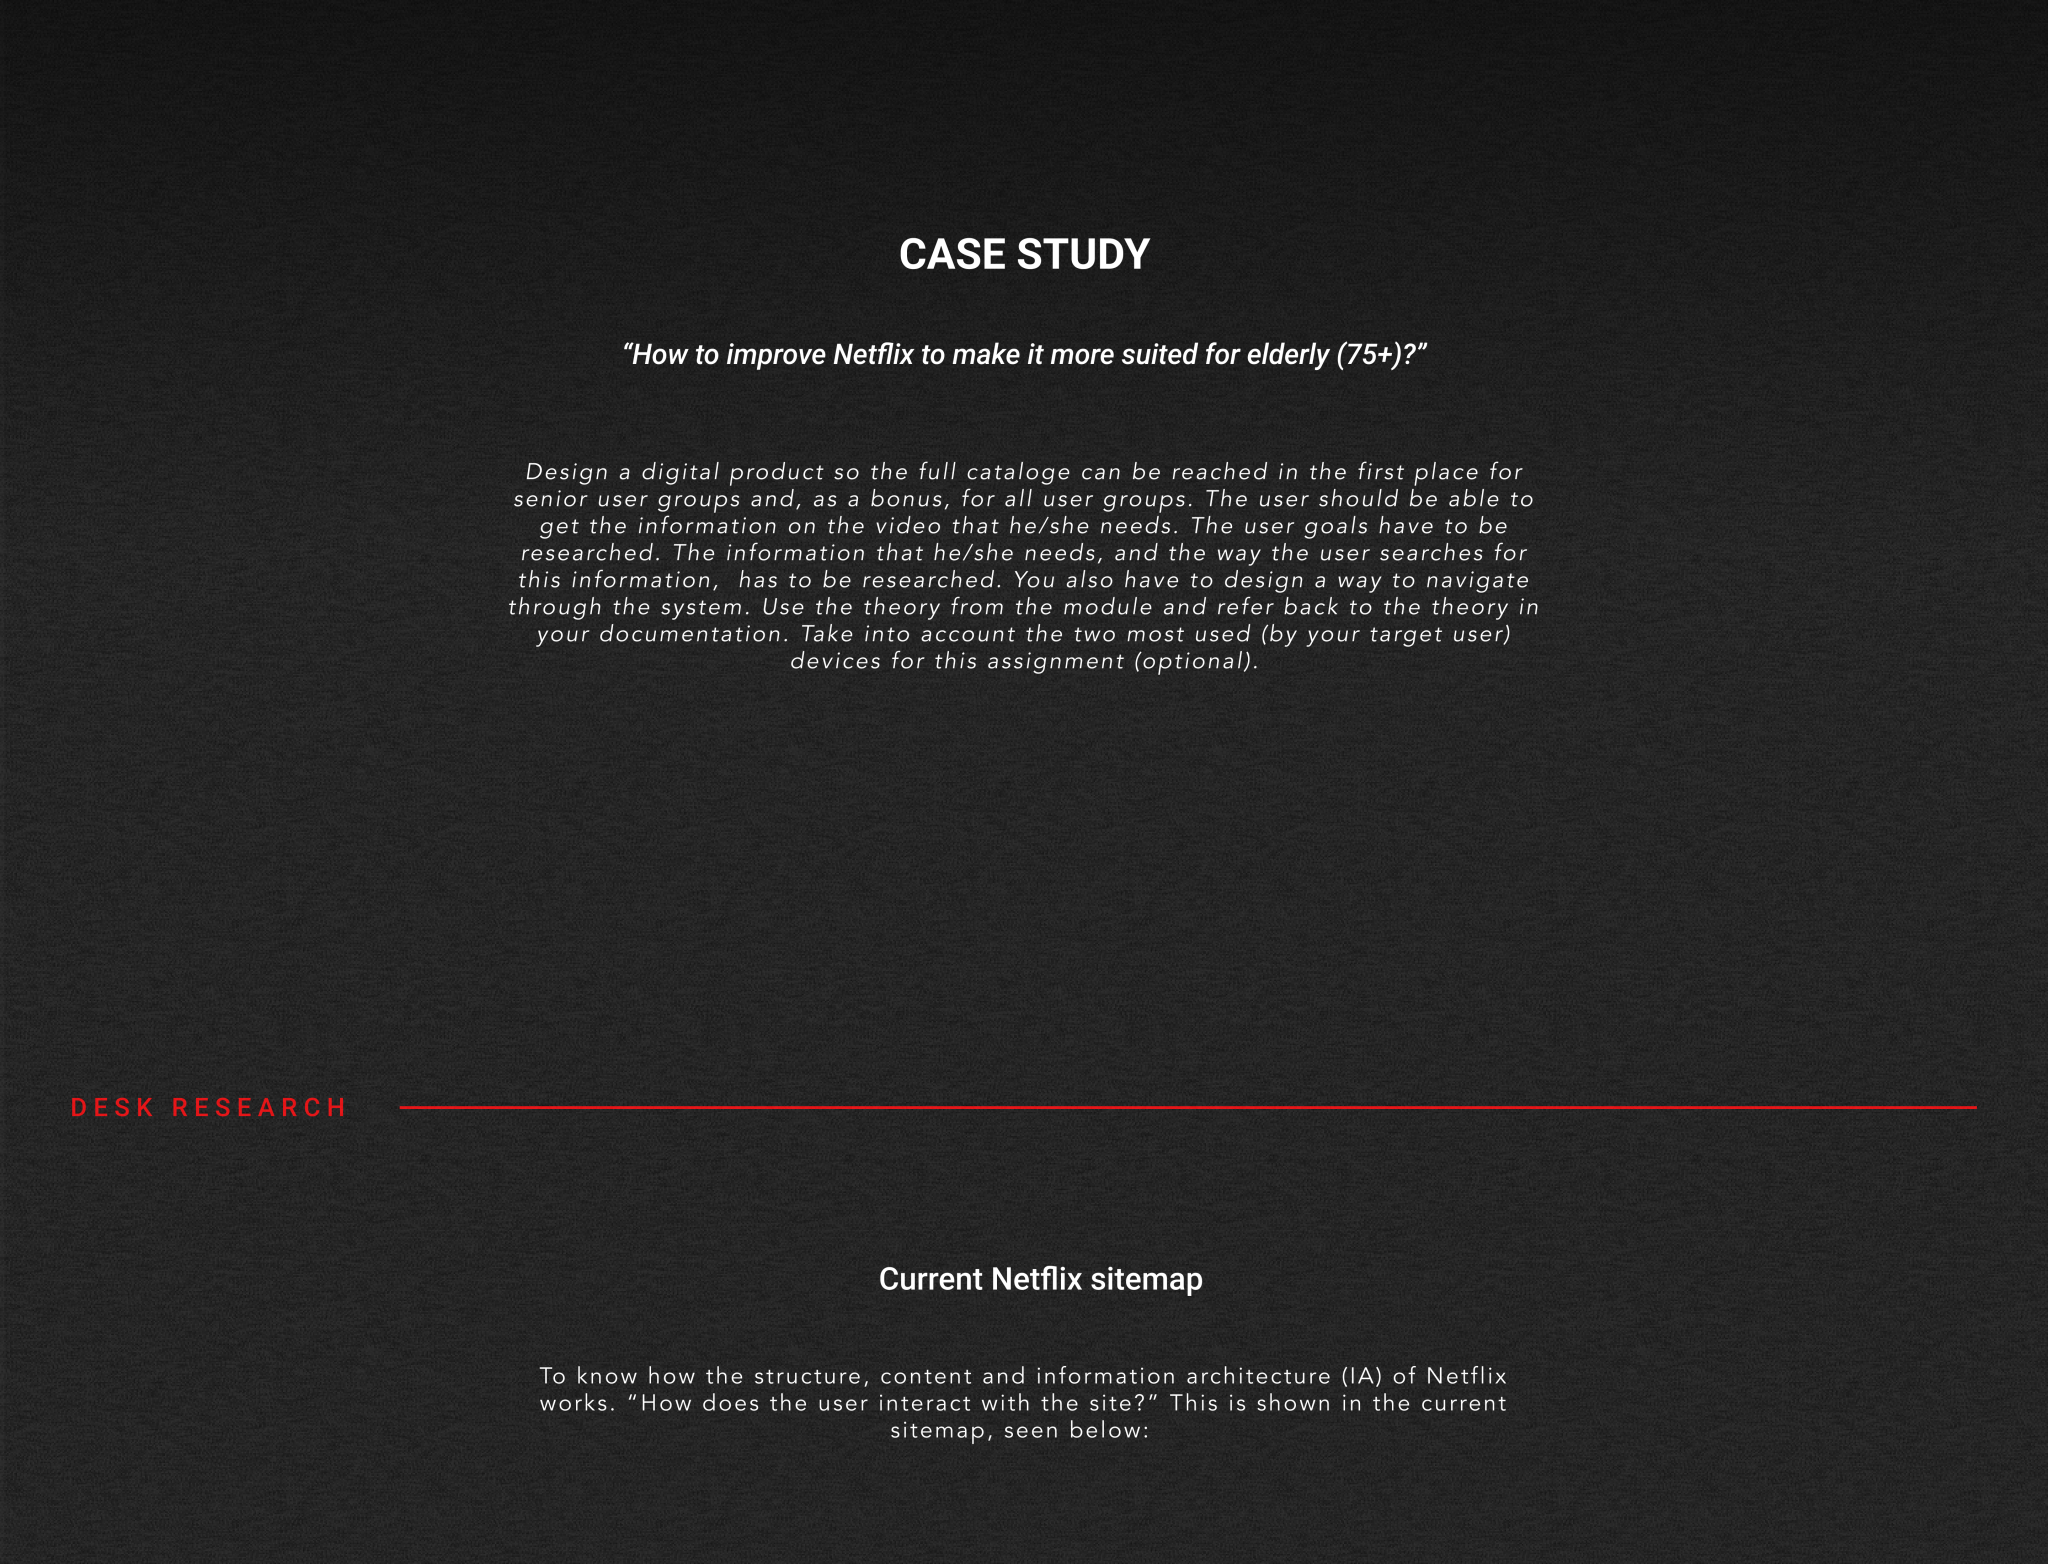 CASE STUDY
“How to improve Netflix to make it more suited for elderly (75+)?”
Design a digital product so the full cataloge can be reached in the first place for
senior user groups and, as a bonus, for all user groups. The user should be able to
get the information on the video that he/she needs. The user goals have to be
researched. The information that he/she needs, and the way the user searches for
this information,  has to be researched. You also have to design a way to navigate
through the system. Use the theory from the module and refer back to the theory in
your documentation. Take into account the two most used (by your target user)
devices for this assignment (optional).
DESK RESEARCH
Current Netflix sitemap
To know how the structure, content and information architecture (IA) of Netflix
works. “How does the user interact with the site?” This is shown in the current
sitemap, seen below: